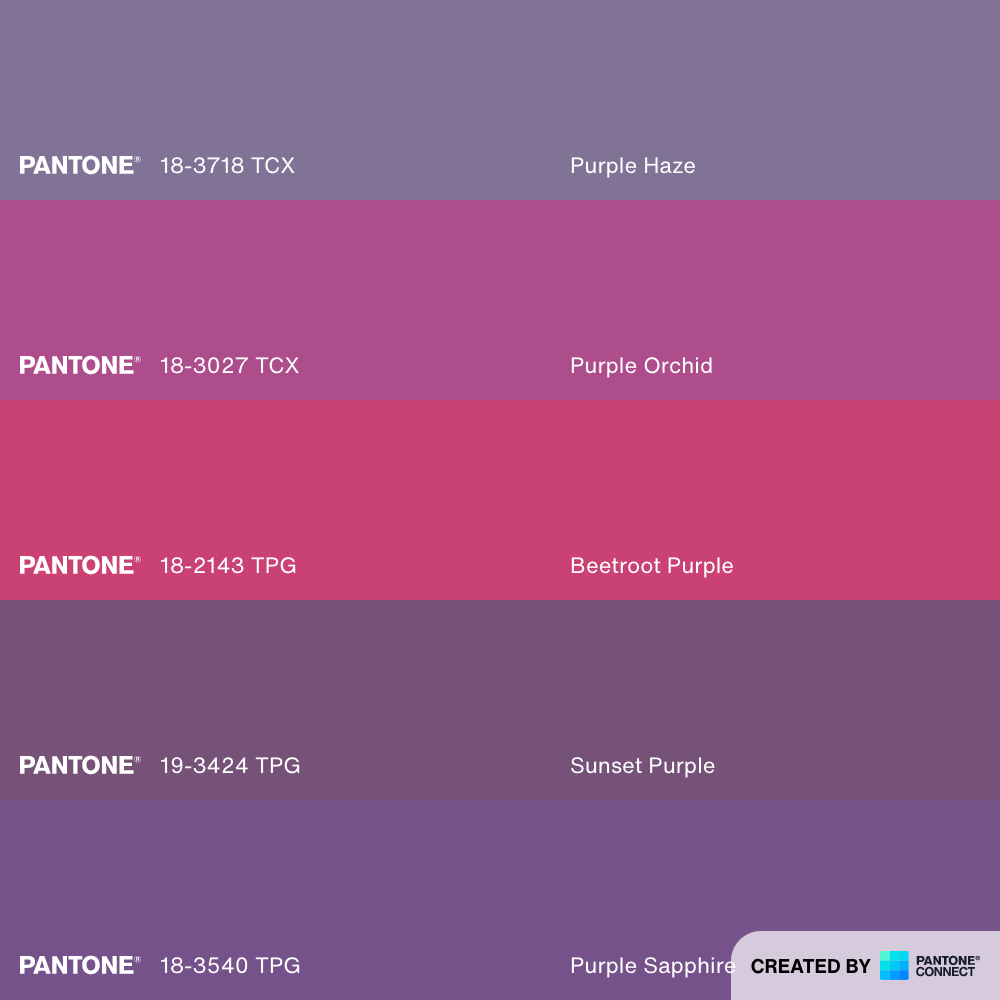 PANTONE® 18-3718 TCX Purple Haze
PANTONE® 18-3027 TCX Purple Orchid
PANTONE® 18-2143 TPG Beetroot Purple
PANTONE® 19-3424 TPG Sunset Purple
PANTONE® 18-3540 TPG Purple Sapphire
CREATED BY PANTONE®
CONNECT